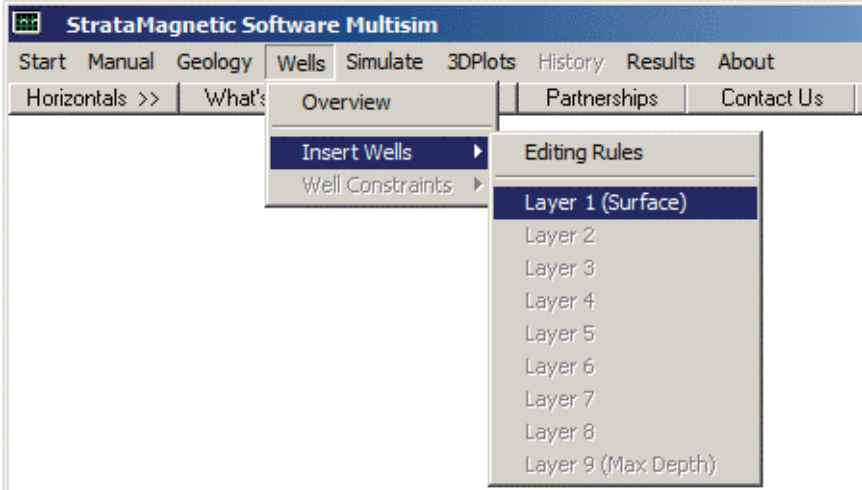 StrataMagnetic Software Multisim
Start Manual Geology Wells Simulate 3DPlots History Results About
Horizontals >> What's Partnerships Contact Us
Overview
Insert Wells
Well Constraints
Editing Rules
Layer 1 (Surface)
Layer 2
Layer 3
Layer 4
Layer 5
Layer 6
Layer 7
Layer 8
Layer 9 (Max Depth)